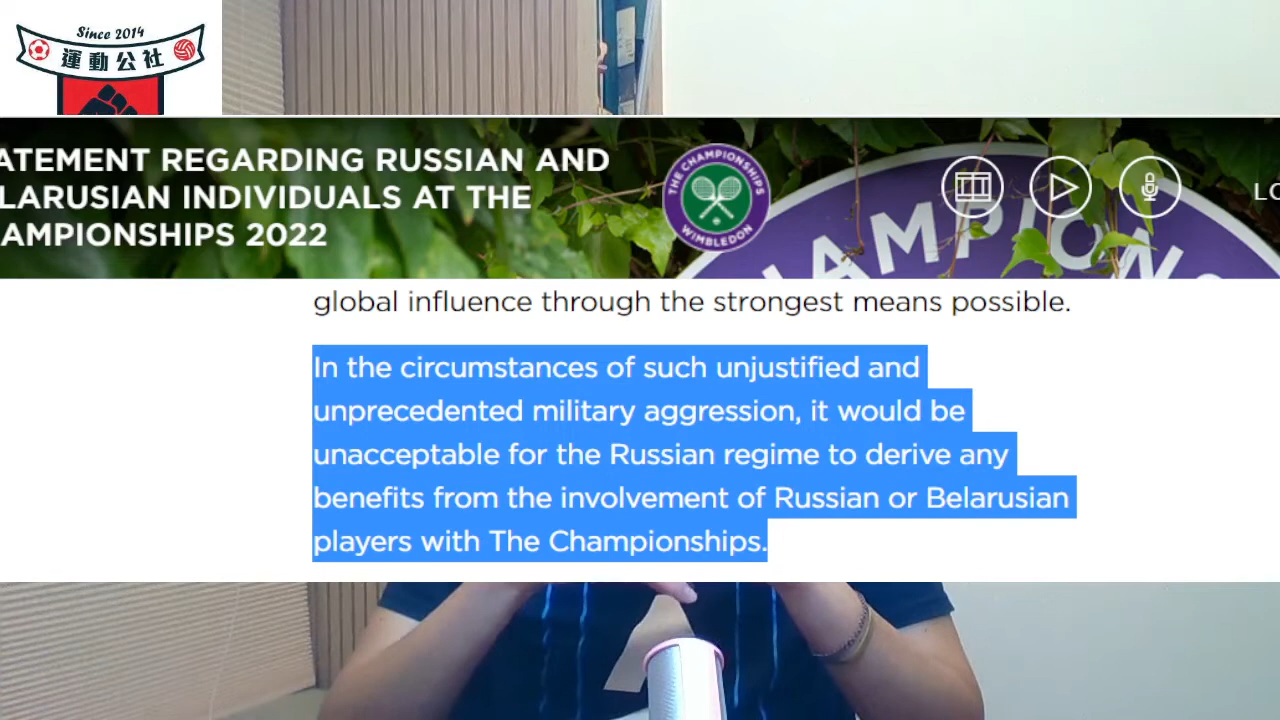 Since 2014
運動公社
ATEMENT REGARDING RUSSIAN AND
LARUSIAN INDIVIDUALS AT THE
AMPIONSHIPS 2022
THE CHAMPIONSHIPS
WIMBLEDON
HAMPIONS
LO
global influence through the strongest means possible.
In the circumstances of such unjustified and
unprecedented military aggression, it would be
unacceptable for the Russian regime to derive any
benefits from the involvement of Russian or Belarusian
players with The Championships.